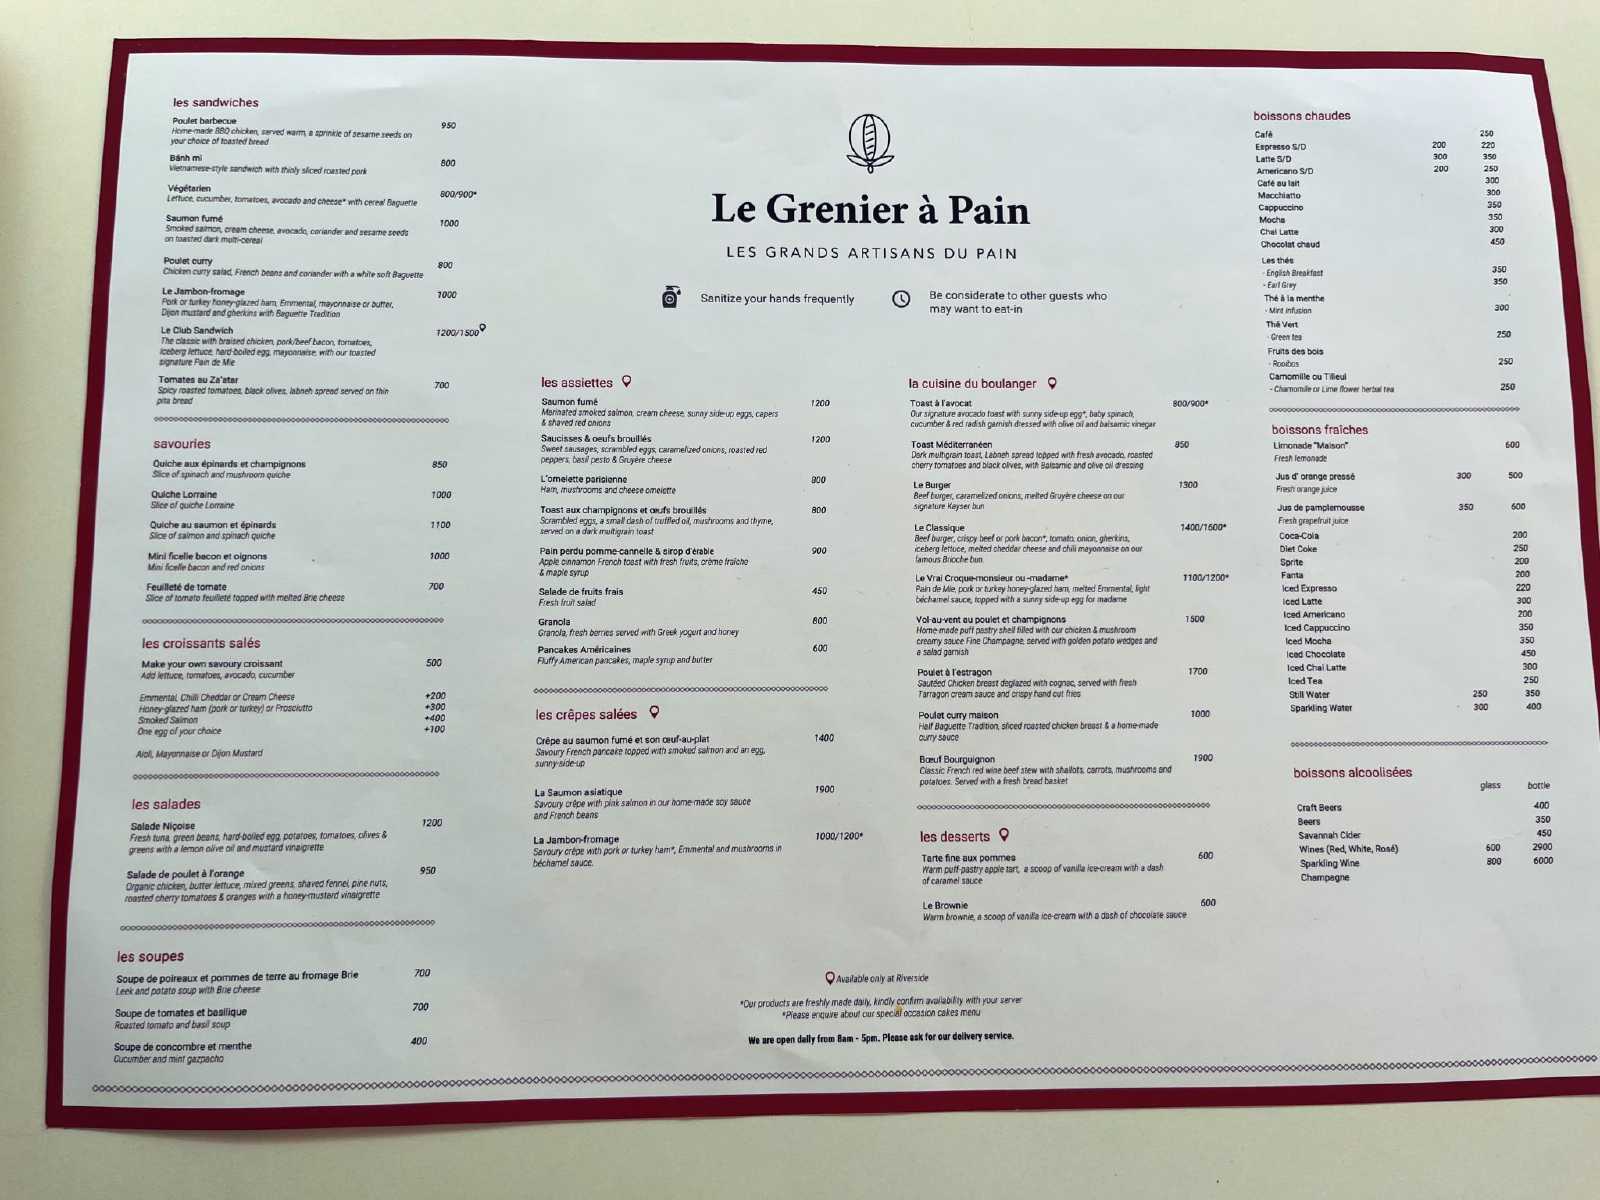 les sandwiches
Poulet barbecue 950
Home-made BBQ chicken, served warm, a sprinkle of sesame seeds on
your choice of toasted bread
Bánh mì 800
Vietnamese-style sandwich with thinly sliced roasted pork
Végétarien 800/900*
Lettuce, cucumber, tomatoes, avocado and cheese* with cereal Baguette
Saumon fumé 1000
Smoked salmon, cream cheese, avocado, coriander and sesame seeds
on toasted dark multi-cereal
Poulet curry 800
Chicken curry salad, French beans and coriander with a white soft Baguette
Le Jambon-fromage 1000
Pork or turkey honey-glazed ham, Emmental, mayonnaise or butter,
Dijon mustard and gherkins with Baguette Tradition
Le Club Sandwich 1200/1500
The classic with braised chicken, pork/beef bacon, tomatoes,
Iceberg lettuce, hard-boiled egg, mayonnaise, with our toasted
signature Pain de Mie
Tomates au Za'atar 700
Spicy roasted tomatoes, black olives, labneh spread served on thin
pita bread
savouries
Quiche aux épinards et champignons 850
Slice of spinach and mushroom quiche
Quiche Lorraine 1000
Slice of quiche Lorraine
Quiche au saumon et épinards 1100
Slice of salmon and spinach quiche
Mini ficelle bacon et oignons 1000
Mini ficelle bacon and red onions
Feuilleté de tomate 700
Slice of tomato feuilleté topped with melted Brie cheese
les croissants salés
Make your own savoury croissant 500
Add lettuce, tomatoes, avocado, cucumber
Emmental, Chilli Cheddar or Cream Cheese +200
Honey-glazed ham (pork or turkey) or Prosciutto +300
Smoked Salmon +400
One egg of your choice +100
Aioli, Mayonnaise or Dijon Mustard
les salades
Salade Niçoise 1200
Fresh tuna, green beans, hard-boiled egg, potatoes, tomatoes, olives &
greens with a lemon olive oil and mustard vinaigrette
Salade de poulet à l'orange 950
Organic chicken, butter lettuce, mixed greens, shaved fennel, pine nuts,
roasted cherry tomatoes & oranges with a honey-mustard vinaigrette
les soupes
Soupe de poireaux et pommes de terre au fromage Brie 700
Leek and potato soup with Brie cheese
Soupe de tomates et basilique 700
Roasted tomato and basil soup
Soupe de concombre et menthe 400
Cucumber and mint gazpacho
Le Grenier à Pain
LES GRANDS ARTISANS DU PAIN
Sanitize your hands frequently
Be considerate to other guests who
may want to eat-in
les assiettes
Saumon fumé 1200
Marinated smoked salmon, cream cheese, sunny side-up eggs, capers
& shaved red onions
Saucisses & oeufs brouillés 1200
Sweet sausages, scrambled eggs, caramelized onions, roasted red
peppers, basil pesto & Gruyère cheese
L'omelette parisienne 800
Ham, mushrooms and cheese omelette
Toast aux champignons et œufs brouillés 800
Scrambled eggs, a small dash of truffled oil, mushrooms and thyme,
served on a dark multigrain toast
Pain perdu pomme-cannelle & sirop d'érable 900
Apple cinnamon French toast with fresh fruits, crème fraîche
& maple syrup
Salade de fruits frais 450
Fresh fruit salad
Granola 800
Granola, fresh berries served with Greek yogurt and honey
Pancakes Américaines 600
Fluffy American pancakes, maple syrup and butter
les crêpes salées
Crêpe au saumon fumé et son œuf-au-plat 1400
Savoury French pancake topped with smoked salmon and an egg,
sunny-side-up
La Saumon asiatique 1900
Savoury crêpe with pink salmon in our home-made soy sauce
and French beans
La Jambon-fromage 1000/1200*
Savoury crêpe with pork or turkey ham*, Emmental and mushrooms in
béchamel sauce.
la cuisine du boulanger
Toast à l'avocat 800/900*
Our signature avocado toast with sunny side-up egg*, baby spinach,
cucumber & red radish garnish dressed with olive oil and balsamic vinegar
Toast Méditerranéen 850
Dark multigrain toast, Labneh spread topped with fresh avocado, roasted
cherry tomatoes and black olives, with Balsamic and olive oil dressing
Le Burger 1300
Beef burger, caramelized onions, melted Gruyère cheese on our
signature Kayser bun
Le Classique 1400/1600*
Beef burger, crispy beef or pork bacon*, tomato, onion, gherkins,
iceberg lettuce, melted cheddar cheese and chili mayonnaise on our
famous Brioche bun
Le Vrai Croque-monsieur ou -madame* 1100/1200*
Pain de Mie, pork or turkey honey-glazed ham, melted Emmental, light
béchamel sauce, topped with a sunny side-up egg for madame
Vol-au-vent au poulet et champignons 1500
Home-made puff pastry shell filled with our chicken & mushroom
creamy sauce Fine Champagne, served with golden potato wedges and
a salad garnish
Poulet à l'estragon 1700
Sautéed Chicken breast deglazed with cognac, served with fresh
Tarragon cream sauce and crispy hand cut fries
Poulet curry maison 1000
Half Baguette Tradition, sliced roasted chicken breast & a home-made
curry sauce
Bœuf Bourguignon 1900
Classic French red wine beef stew with shallots, carrots, mushrooms and
potatoes. Served with a fresh bread basket
les desserts
Tarte fine aux pommes 600
Warm puff-pastry apple tart, a scoop of vanilla ice-cream with a dash
of caramel sauce
Le Brownie 600
Warm brownie, a scoop of vanilla ice-cream with a dash of chocolate sauce
Available only at Riverside
*Our products are freshly made daily, kindly confirm availability with your server
*Please enquire about our special occasion cakes menu
We are open daily from 8am - 5pm. Please ask for our delivery service.
boissons chaudes
Café 250
Espresso S/D 200 220
Latte S/D 300 350
Americano S/D 200 250
Café au lait 300
Macchiatto 300
Cappuccino 350
Mocha 350
Chai Latte 300
Chocolat chaud 450
Les thés
- English Breakfast 350
- Earl Grey 350
Thé à la menthe
- Mint infusion 300
Thé Vert
- Green tea 250
Fruits des bois
- Rooibus 250
Camomille ou Tilleul
- Chamomile or Lime flower herbal tea 250
boissons fraîches
Limonade "Maison" 600
Fresh lemonade
Jus d' orange pressé 300 500
Fresh orange juice
Jus de pamplemousse 350 600
Fresh grapefruit juice
Coca-Cola 200
Diet Coke 250
Sprite 200
Fanta 200
Iced Expresso 220
Iced Latte 300
Iced Americano 200
Iced Cappuccino 350
Iced Mocha 350
Iced Chocolate 450
Iced Chai Latte 300
Iced Tea 250
Still Water 250 350
Sparkling Water 300 400
boissons alcoolisées
glass bottle
Craft Beers 400
Beers 350
Savannah Cider 450
Wines (Red, White, Rosé) 600 2900
Sparkling Wine 800 6000
Champagne